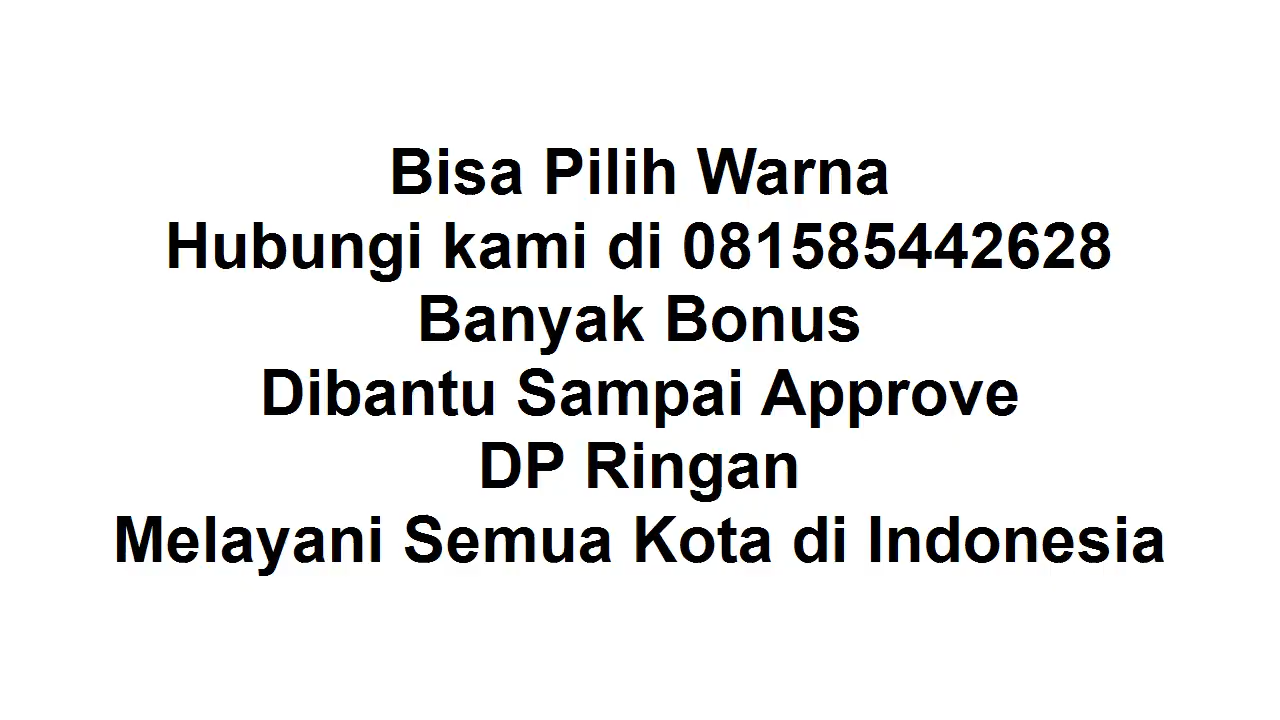 Bisa Pilih Warna
Hubungi kami di 081585442628
Banyak Bonus
Dibantu Sampai Approve
DP Ringan
Melayani Semua Kota di Indonesia